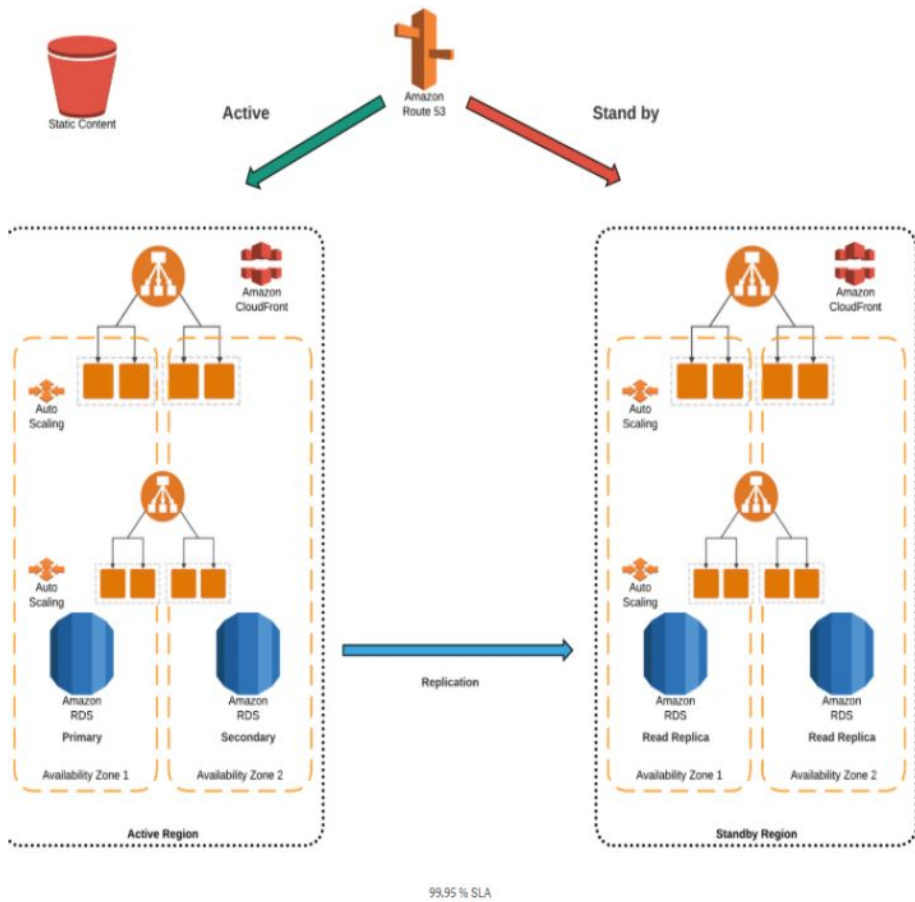 Static Content
Amazon
Route 53
Active
Stand by
Amazon
CloudFront
Auto
Scaling
Auto
Scaling
Amazon
RDS
Primary
Amazon
RDS
Secondary
Availability Zone 1
Availability Zone 2
Active Region
Replication
Amazon
CloudFront
Auto
Scaling
Auto
Scaling
Amazon
RDS
Read Replica
Amazon
RDS
Read Replica
Availability Zone 1
Availability Zone 2
Standby Region
99.95 % SLA